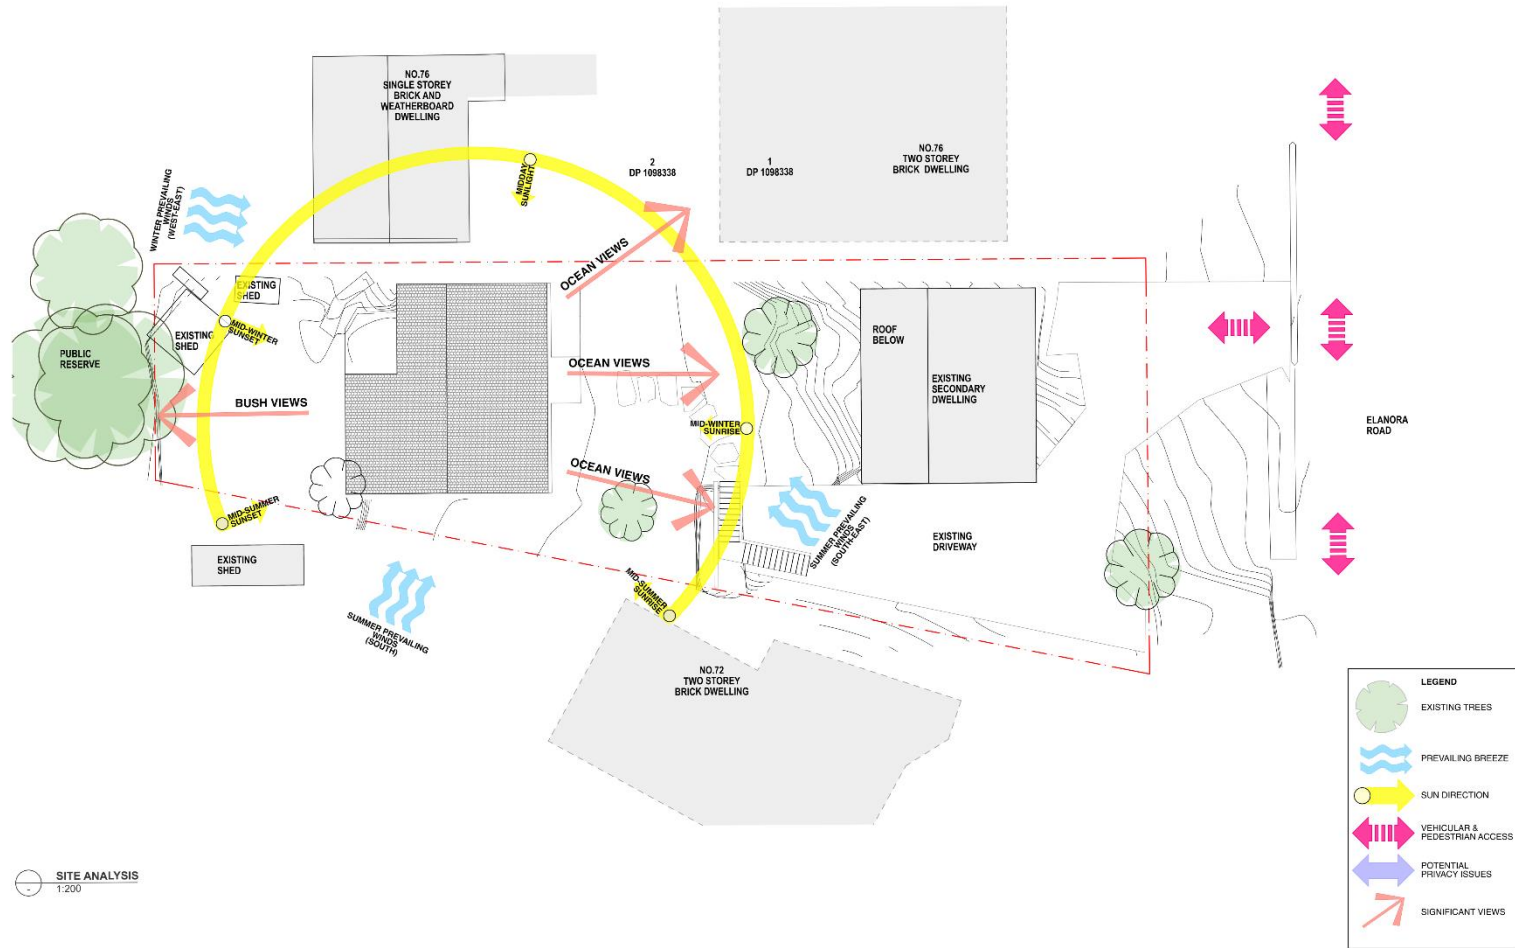 NO.76
SINGLE STOREY
BRICK AND
WEATHERBOARD
DWELLING
NO.76
TWO STOREY
BRICK DWELLING
2
DP 1098338
1
DP 1098338
MIDDAY
SUNLIGHT
WINTER PREVAILING
WINDS
(WEST-EAST)
OCEAN VIEWS
EXISTING
SHED
EXISTING
SHED
MID-WINTER
SUNSET
PUBLIC
RESERVE
ROOF
BELOW
OCEAN VIEWS
EXISTING
SECONDARY
DWELLING
BUSH VIEWS
MID-WINTER
SUNRISE
ELANORA
ROAD
OCEAN VIEWS
MID-SUMMER
SUNSET
SUMMER PREVAILING
WINDS
(SOUTH-EAST)
EXISTING
DRIVEWAY
EXISTING
SHED
MID-SUMMER
SUNRISE
SUMMER PREVAILING
WINDS
(SOUTH)
NO.72
TWO STOREY
BRICK DWELLING
LEGEND
EXISTING TREES
PREVAILING BREEZE
SUN DIRECTION
VEHICULAR &
PEDESTRIAN ACCESS
POTENTIAL
PRIVACY ISSUES
SIGNIFICANT VIEWS
SITE ANALYSIS
1:200
-